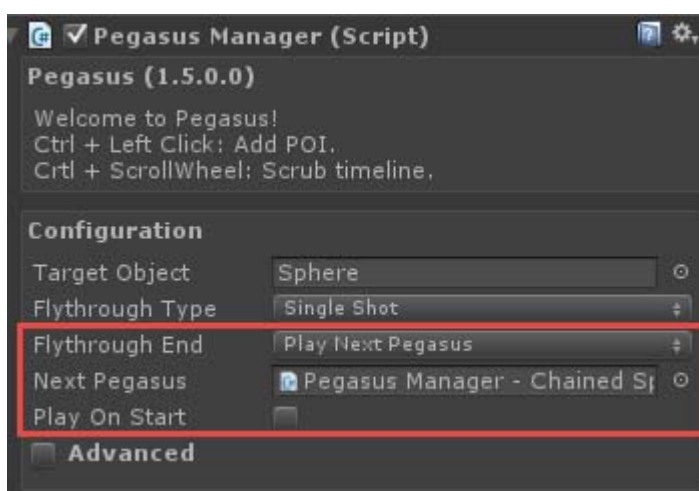 Pegasus Manager (Script)
Pegasus (1.5.0.0)
Welcome to Pegasus!
Ctrl + Left Click: Add POI.
Crtl + ScrollWheel: Scrub timeline.
Configuration
Target Object Sphere
Flythrough Type Single Shot
Flythrough End Play Next Pegasus
Next Pegasus Pegasus Manager - Chained
Play On Start
Advanced